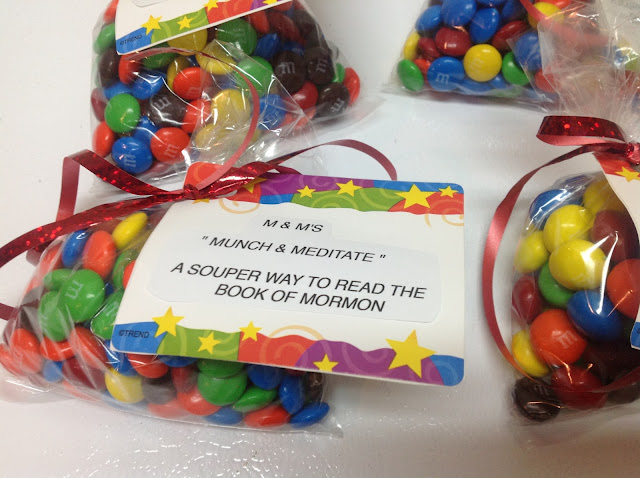 ©TREND
M & M'S
" MUNCH & MEDITATE "
A SOUPER WAY TO READ THE
BOOK OF MORMON
©TREND
m
m
m
m